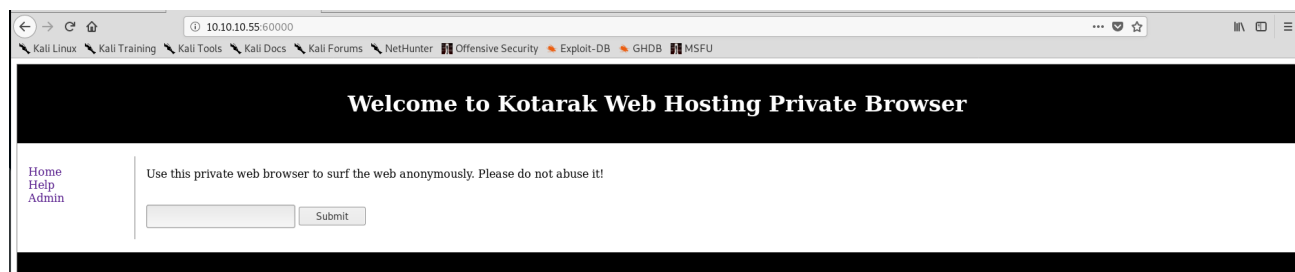 10.10.10.55:60000
Kali Linux Kali Training Kali Tools Kali Docs Kali Forums NetHunter Offensive Security Exploit-DB GHDB MSFU
Welcome to Kotarak Web Hosting Private Browser
Home
Help
Admin
Use this private web browser to surf the web anonymously. Please do not abuse it!
Submit